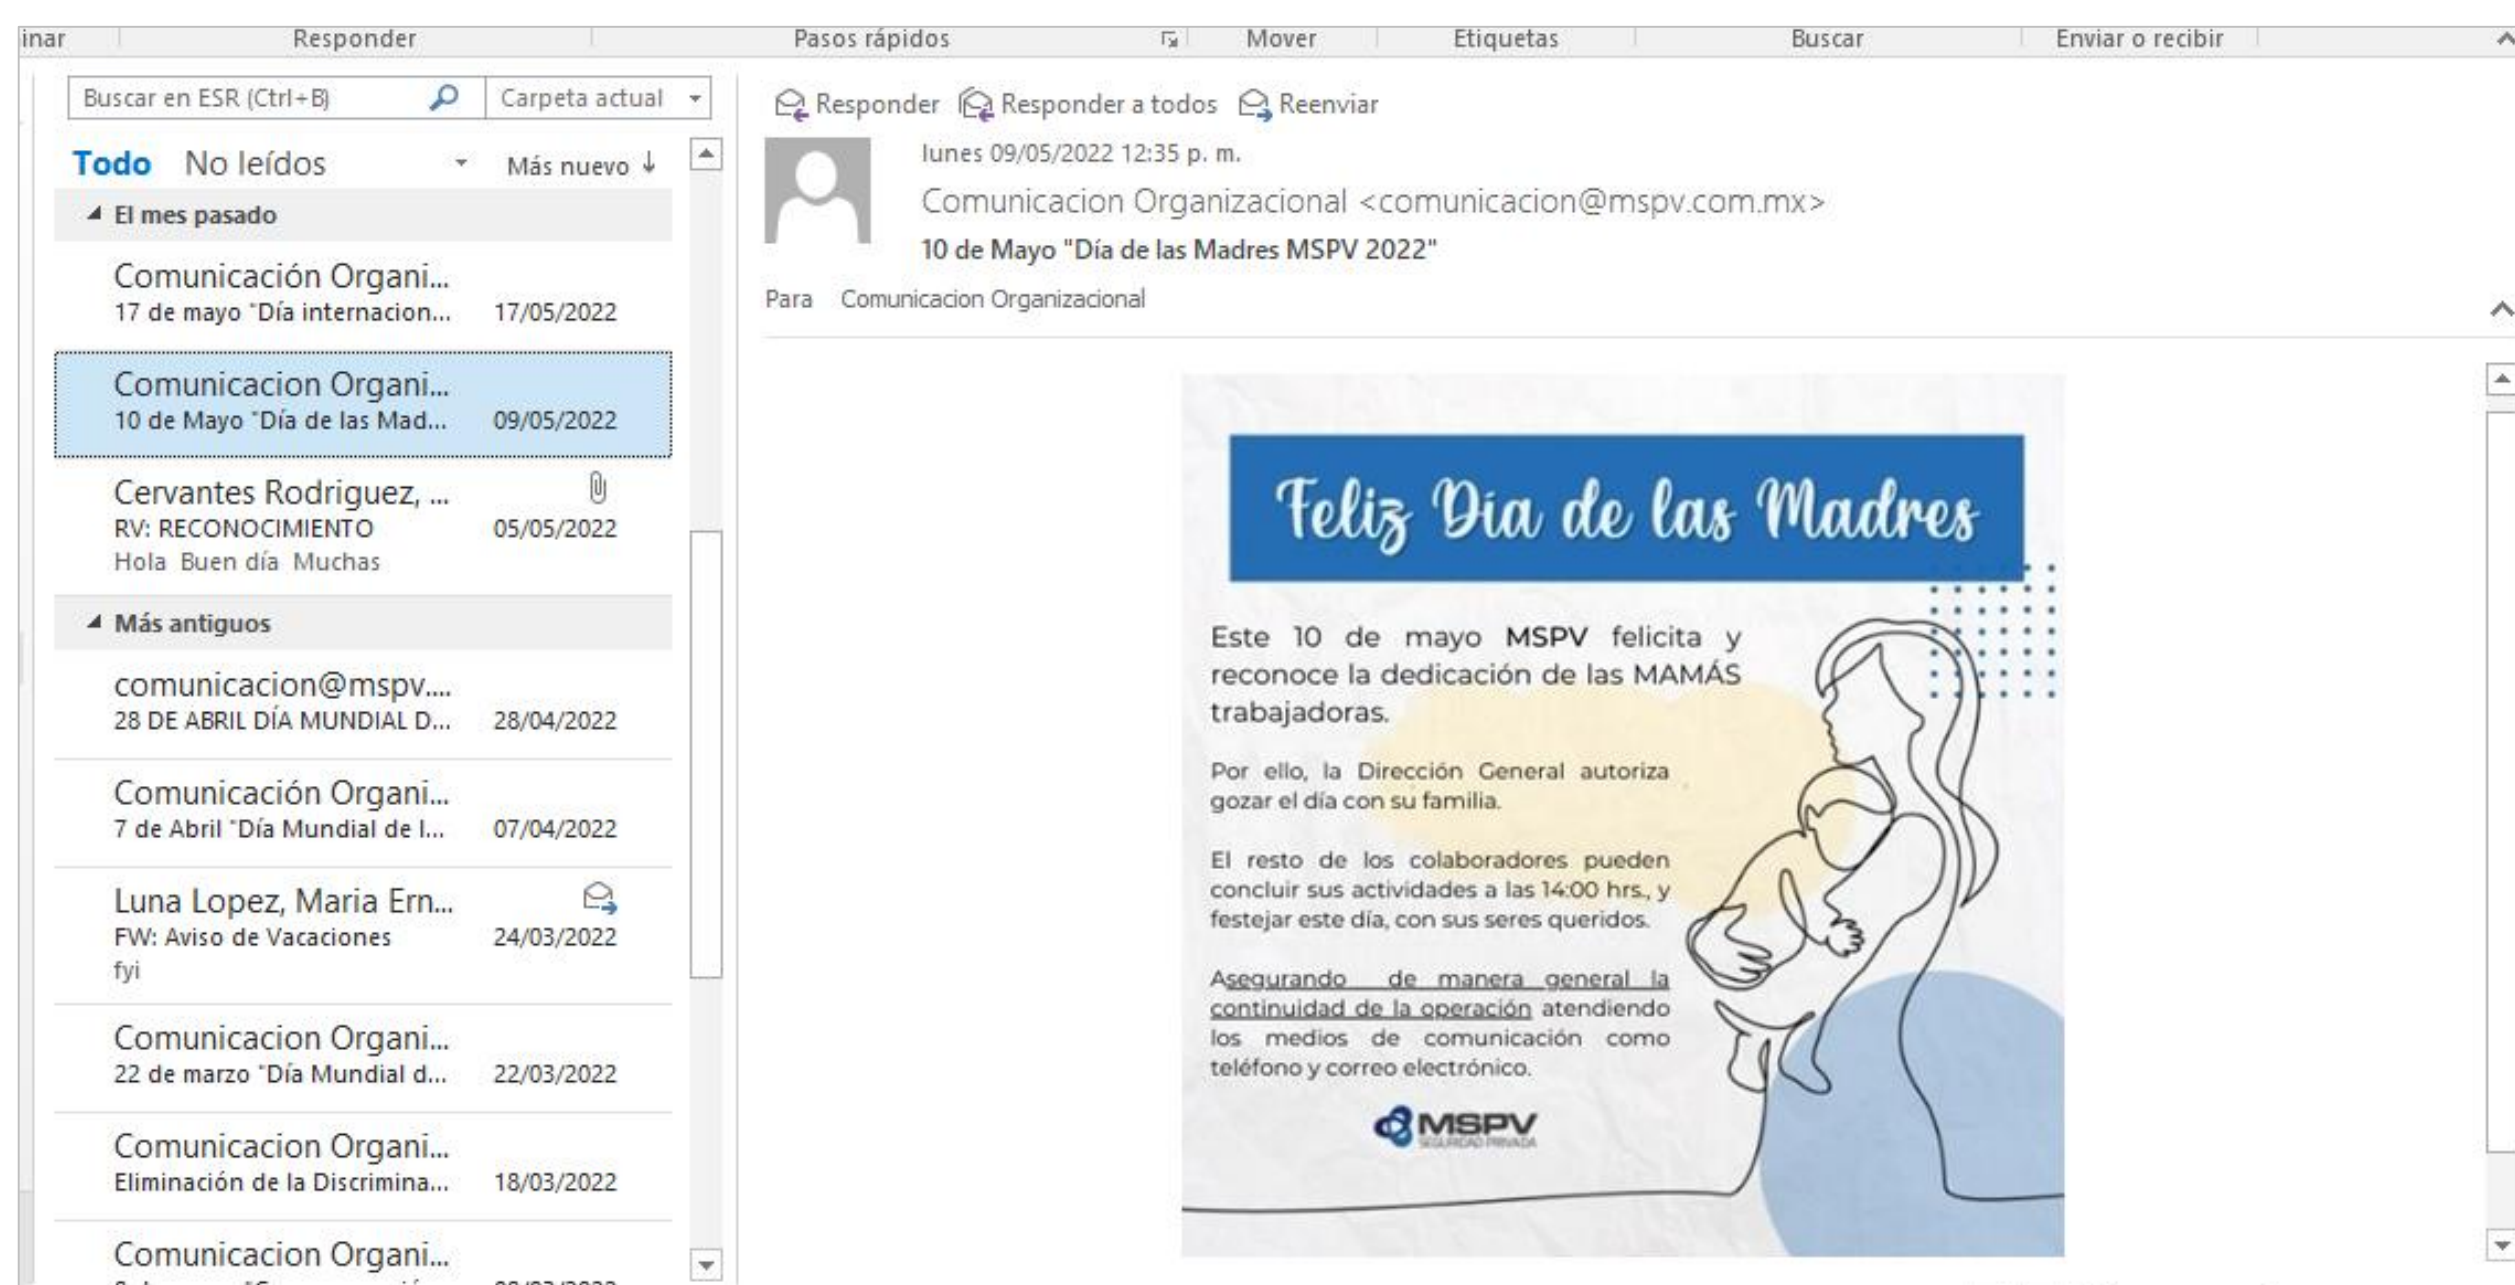 inar
Responder
Pasos rápidos
Mover
Etiquetas
Buscar
Enviar o recibir
Buscar en ESR (Ctrl+B)
Carpeta actual
Todo No leídos
Más nuevo ↓
El mes pasado
Comunicación Organi...
17 de mayo "Día internacion... 17/05/2022
Comunicacion Organi...
10 de Mayo "Día de las Mad... 09/05/2022
Cervantes Rodriguez, ...
RV: RECONOCIMIENTO 05/05/2022
Hola Buen día Muchas
Más antiguos
comunicacion@mspv....
28 DE ABRIL DÍA MUNDIAL D... 28/04/2022
Comunicación Organi...
7 de Abril "Día Mundial de l... 07/04/2022
Luna Lopez, Maria Ern...
FW: Aviso de Vacaciones 24/03/2022
fyi
Comunicacion Organi...
22 de marzo "Día Mundial d... 22/03/2022
Comunicacion Organi...
Eliminación de la Discrimina... 18/03/2022
Comunicacion Organi...
Responder Responder a todos Reenviar
lunes 09/05/2022 12:35 p. m.
Comunicacion Organizacional <comunicacion@mspv.com.mx>
10 de Mayo "Día de las Madres MSPV 2022"
Para Comunicacion Organizacional
Feliz Día de las Madres
Este 10 de mayo MSPV felicita y
reconoce la dedicación de las MAMÁS
trabajadoras.
Por ello, la Dirección General autoriza
gozar el día con su familia.
El resto de los colaboradores pueden
concluir sus actividades a las 14:00 hrs., y
festejar este día, con sus seres queridos.
Asegurando de manera general la
continuidad de la operación atendiendo
los medios de comunicación como
teléfono y correo electrónico.
MSPV
SEGURIDAD PRIVADA